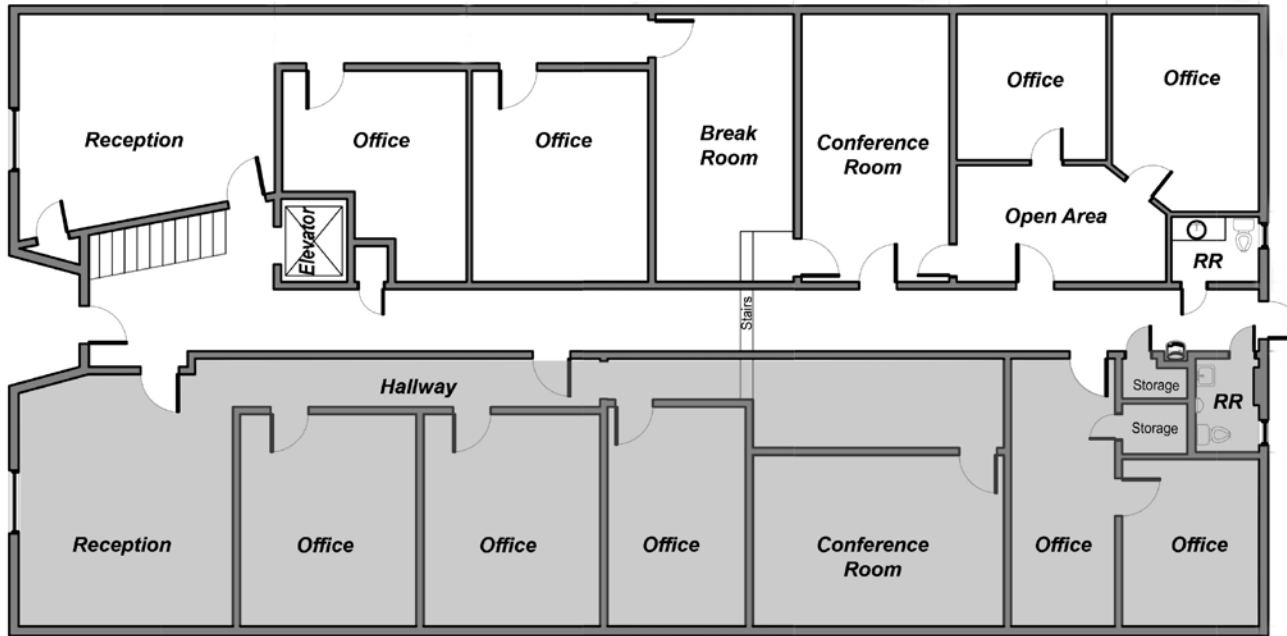 Office
Office
Reception
Office
Office
Break
Room
Conference
Room
Open Area
Elevator
RR
Stairs
Hallway
Storage
RR
Storage
Reception
Office
Office
Office
Conference
Room
Office
Office